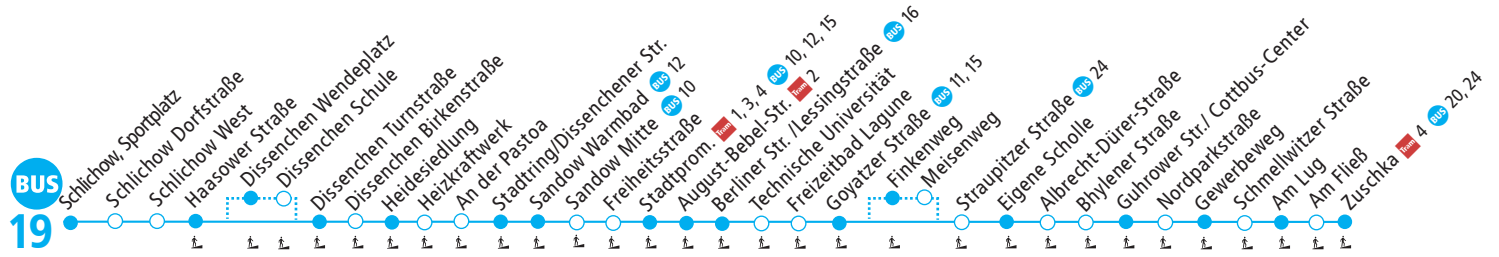 BUS
19
Schlichow, Sportplatz
Schlichow Dorfstraße
Schlichow West
Haasower Straße
Dissenchen Wendeplatz
Dissenchen Schule
Dissenchen Turnstraße
Dissenchen Birkenstraße
Heidesiedlung
Heizkraftwerk
An der Pastoa
Stadtring/Dissenchener Str.
Sandow Warmbad BUS 12
Sandow Mitte BUS 10
Freiheitsstraße
Stadtprom. Tram 1, 3, 4 BUS 10, 12, 15
August-Bebel-Str. Tram 2
Berliner Str. /Lessingstraße BUS 16
Technische Universität
Freizeitbad Lagune
Goyatzer Straße BUS 11, 15
Finkenweg
Meisenweg
Straupitzer Straße BUS 24
Eigene Scholle
Albrecht-Dürer-Straße
Bhylener Straße
Guhrower Str./ Cottbus-Center
Nordparkstraße
Gewerbeweg
Schmellwitzer Straße
Am Lug
Am Fließ
Zuschka Tram 4 BUS 20, 24